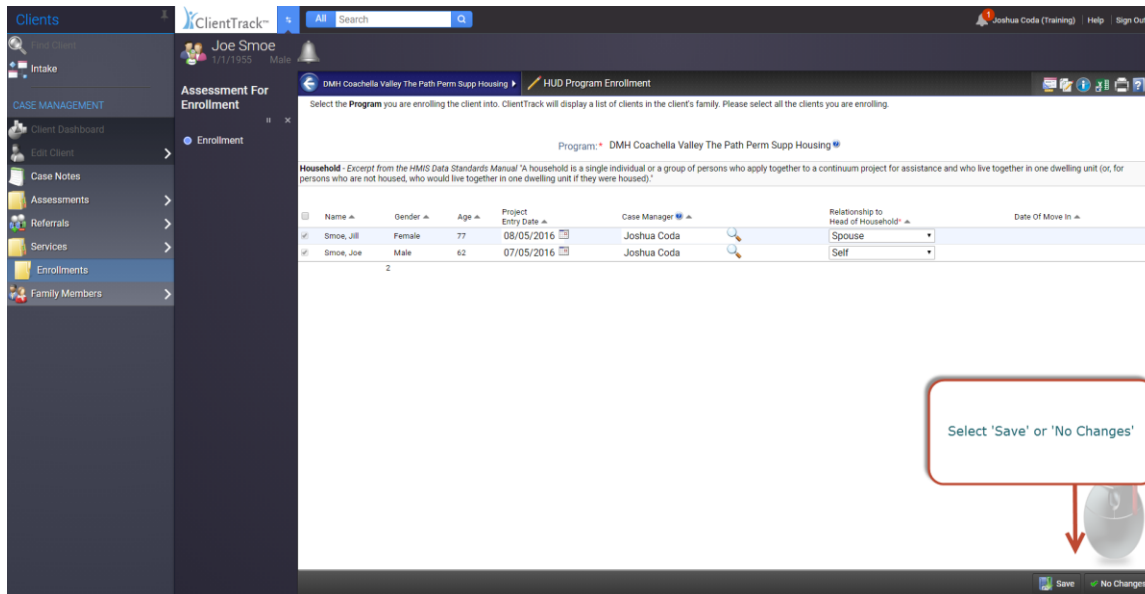 Clients
ClientTrack™
All Search
1
Joshua Coda (Training) Help Sign Out
Find Client
Intake
CASE MANAGEMENT
Client Dashboard
Edit Client
Case Notes
Assessments
Referrals
Services
Enrollments
Family Members
Joe Smoe
1/1/1955 Male
Assessment For
Enrollment
Enrollment
DMH Coachella Valley The Path Perm Supp Housing
HUD Program Enrollment
Select the Program you are enrolling the client into. ClientTrack will display a list of clients in the client's family. Please select all the clients you are enrolling.
Program:* DMH Coachella Valley The Path Perm Supp Housing
Household - Excerpt from the HMIS Data Standards Manual "A household is a single individual or a group of persons who apply together to a continuum project for assistance and who live together in one dwelling unit (or, for
persons who are not housed, who would live together in one dwelling unit if they were housed)."
Name Gender Age Project Entry Date Case Manager Relationship to Head of Household* Date Of Move In
Smoe, Jill Female 77 08/05/2016 Joshua Coda Spouse
Smoe, Joe Male 62 07/05/2016 Joshua Coda Self
2
Select 'Save' or 'No Changes'
Save No Changes